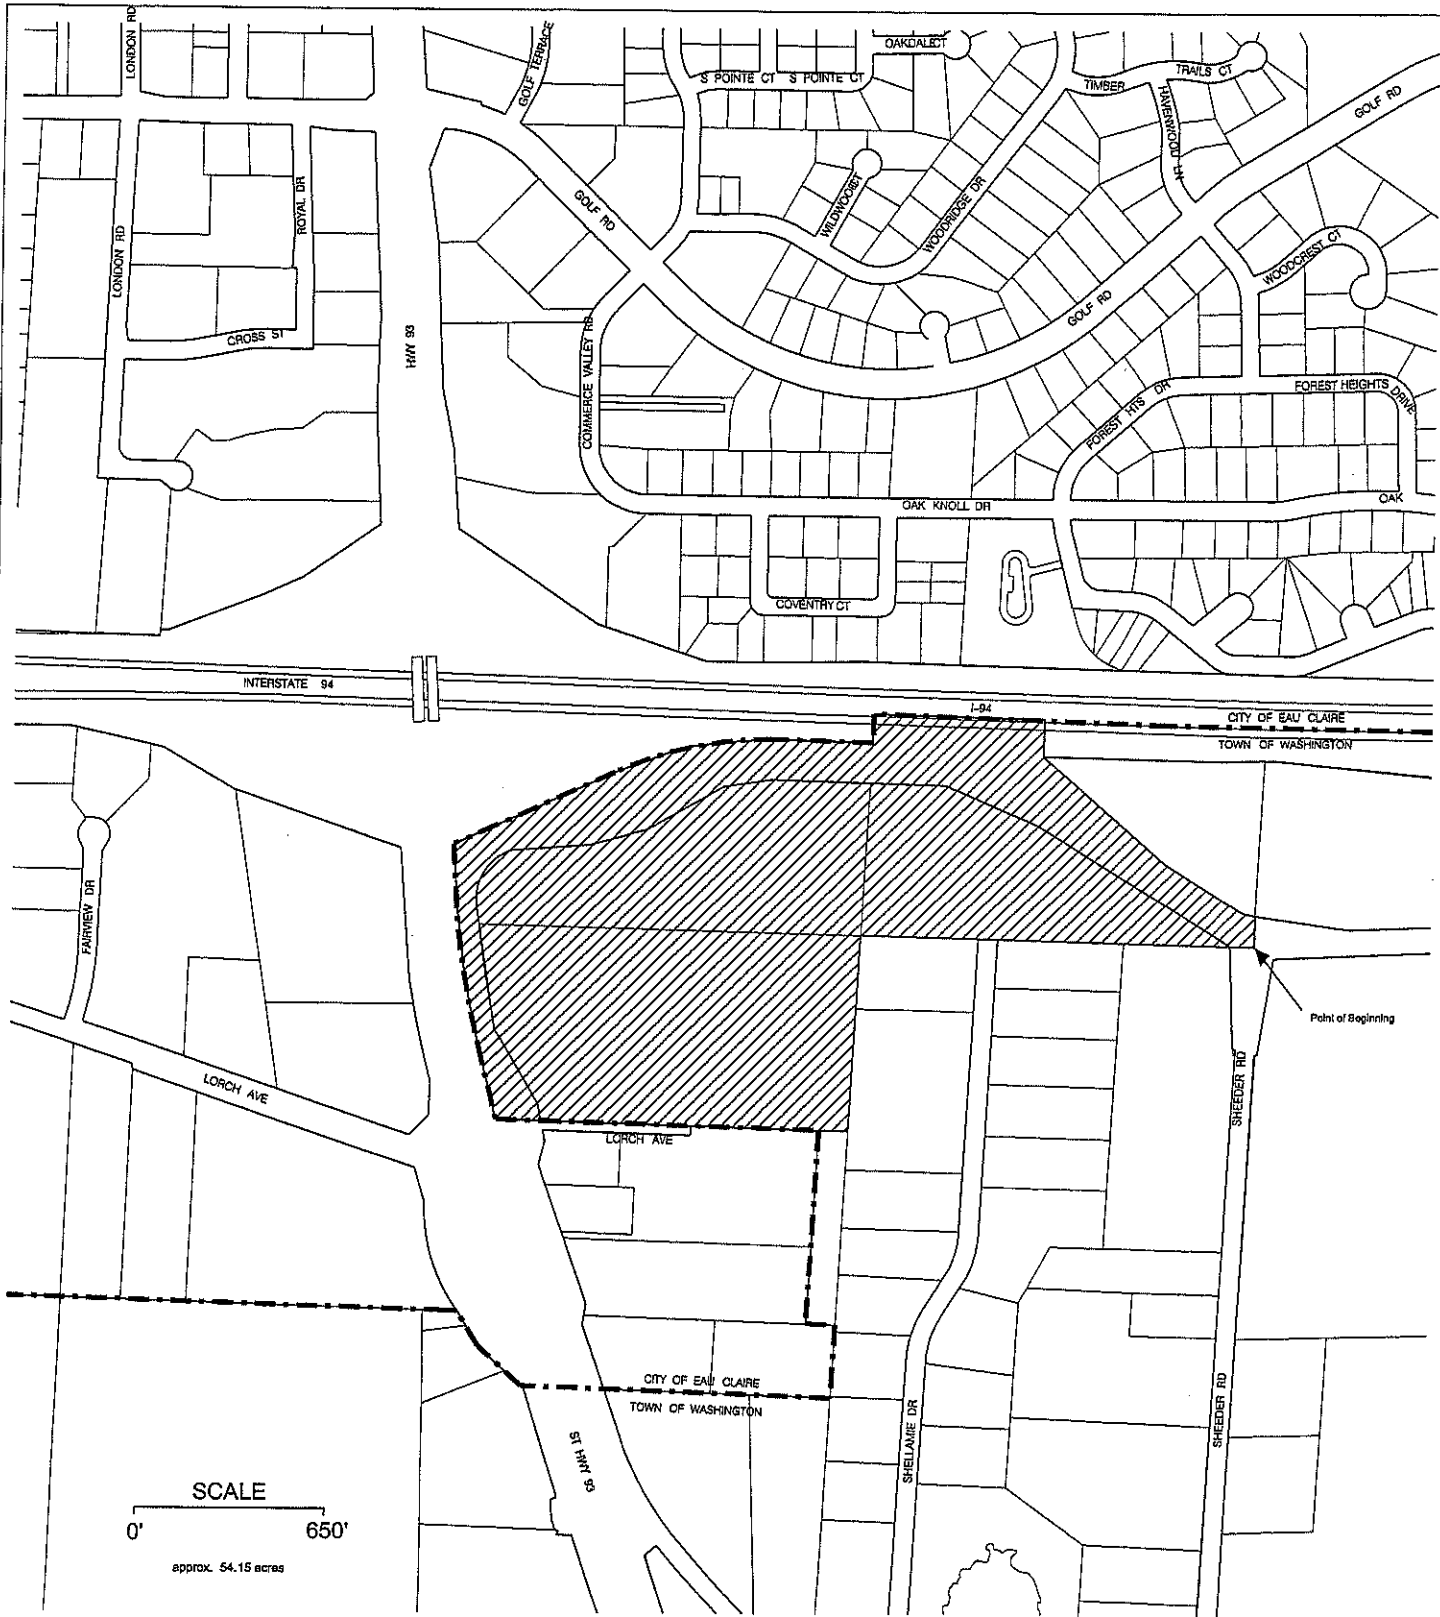 LONDON RD
GOLF TERRACE
OAKDALE CT
S POINTE CT
S POINTE CT
TIMBER
TRAILS CT
HAVENWOOD LN
GOLF RD
ROYAL DR
GOLF RD
WILDWOOD CT
WOODRIDGE DR
LONDON RD
WOODCREST CT
GOLF RD
CROSS ST
HWY 93
COMMERCE VALLEY RD
FOREST HTS DR
FOREST HEIGHTS DRIVE
OAK KNOLL DR
OAK
COVENTRY CT
INTERSTATE 94
I-94
CITY OF EAU CLAIRE
TOWN OF WASHINGTON
FAIRVIEW DR
Point of Beginning
LORCH AVE
SHEEDER RD
LORCH AVE
CITY OF EAU CLAIRE
TOWN OF WASHINGTON
SHELLAMIE DR
SHEEDER RD
ST HWY 93
SCALE
0' 650'
approx. 54.15 acres